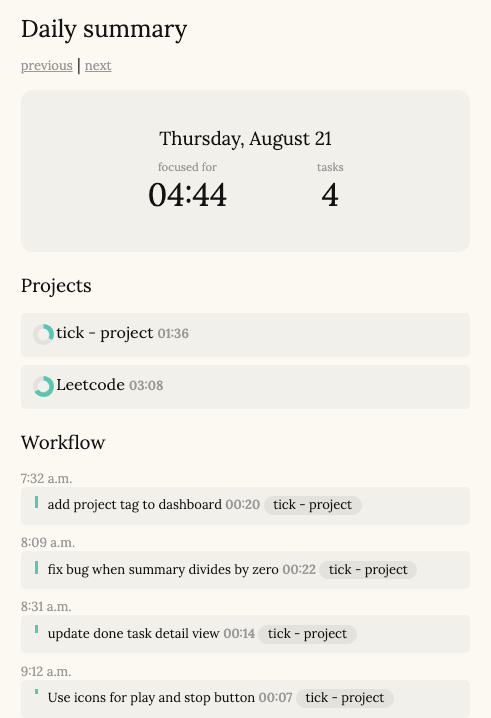 Daily summary
previous | next
Thursday, August 21
focused for tasks
04:44 4
Projects
tick - project 01:36
Leetcode 03:08
Workflow
7:32 a.m.
add project tag to dashboard 00:20 tick - project
8:09 a.m.
fix bug when summary divides by zero 00:22 tick - project
8:31 a.m.
update done task detail view 00:14 tick - project
9:12 a.m.
Use icons for play and stop button 00:07 tick - project